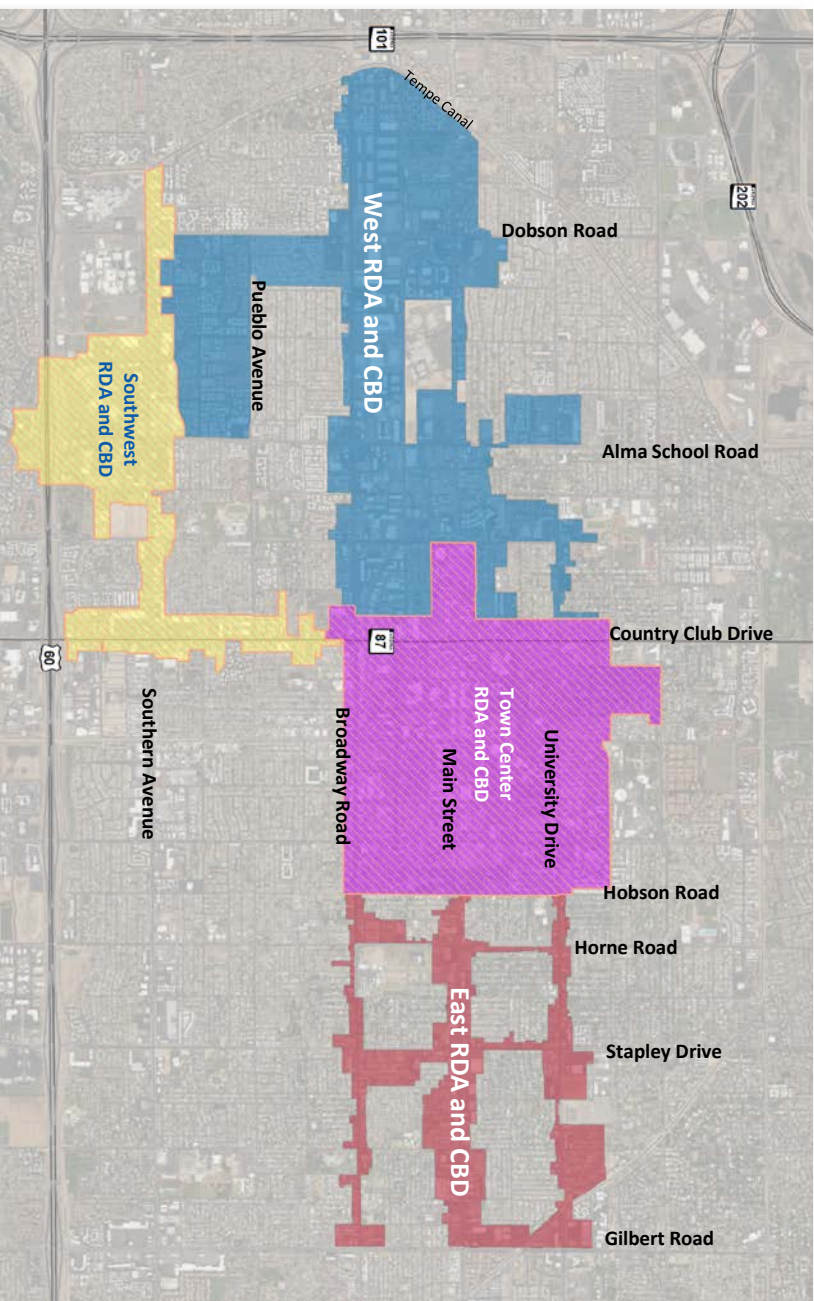 101
Tempe Canal
202
Dobson Road
West RDA and CBD
Pueblo Avenue
Southwest
RDA and CBD
Alma School Road
Country Club Drive
87
60
Town Center
RDA and CBD
University Drive
Main Street
Broadway Road
Southern Avenue
Hobson Road
Horne Road
East RDA and CBD
Stapley Drive
Gilbert Road